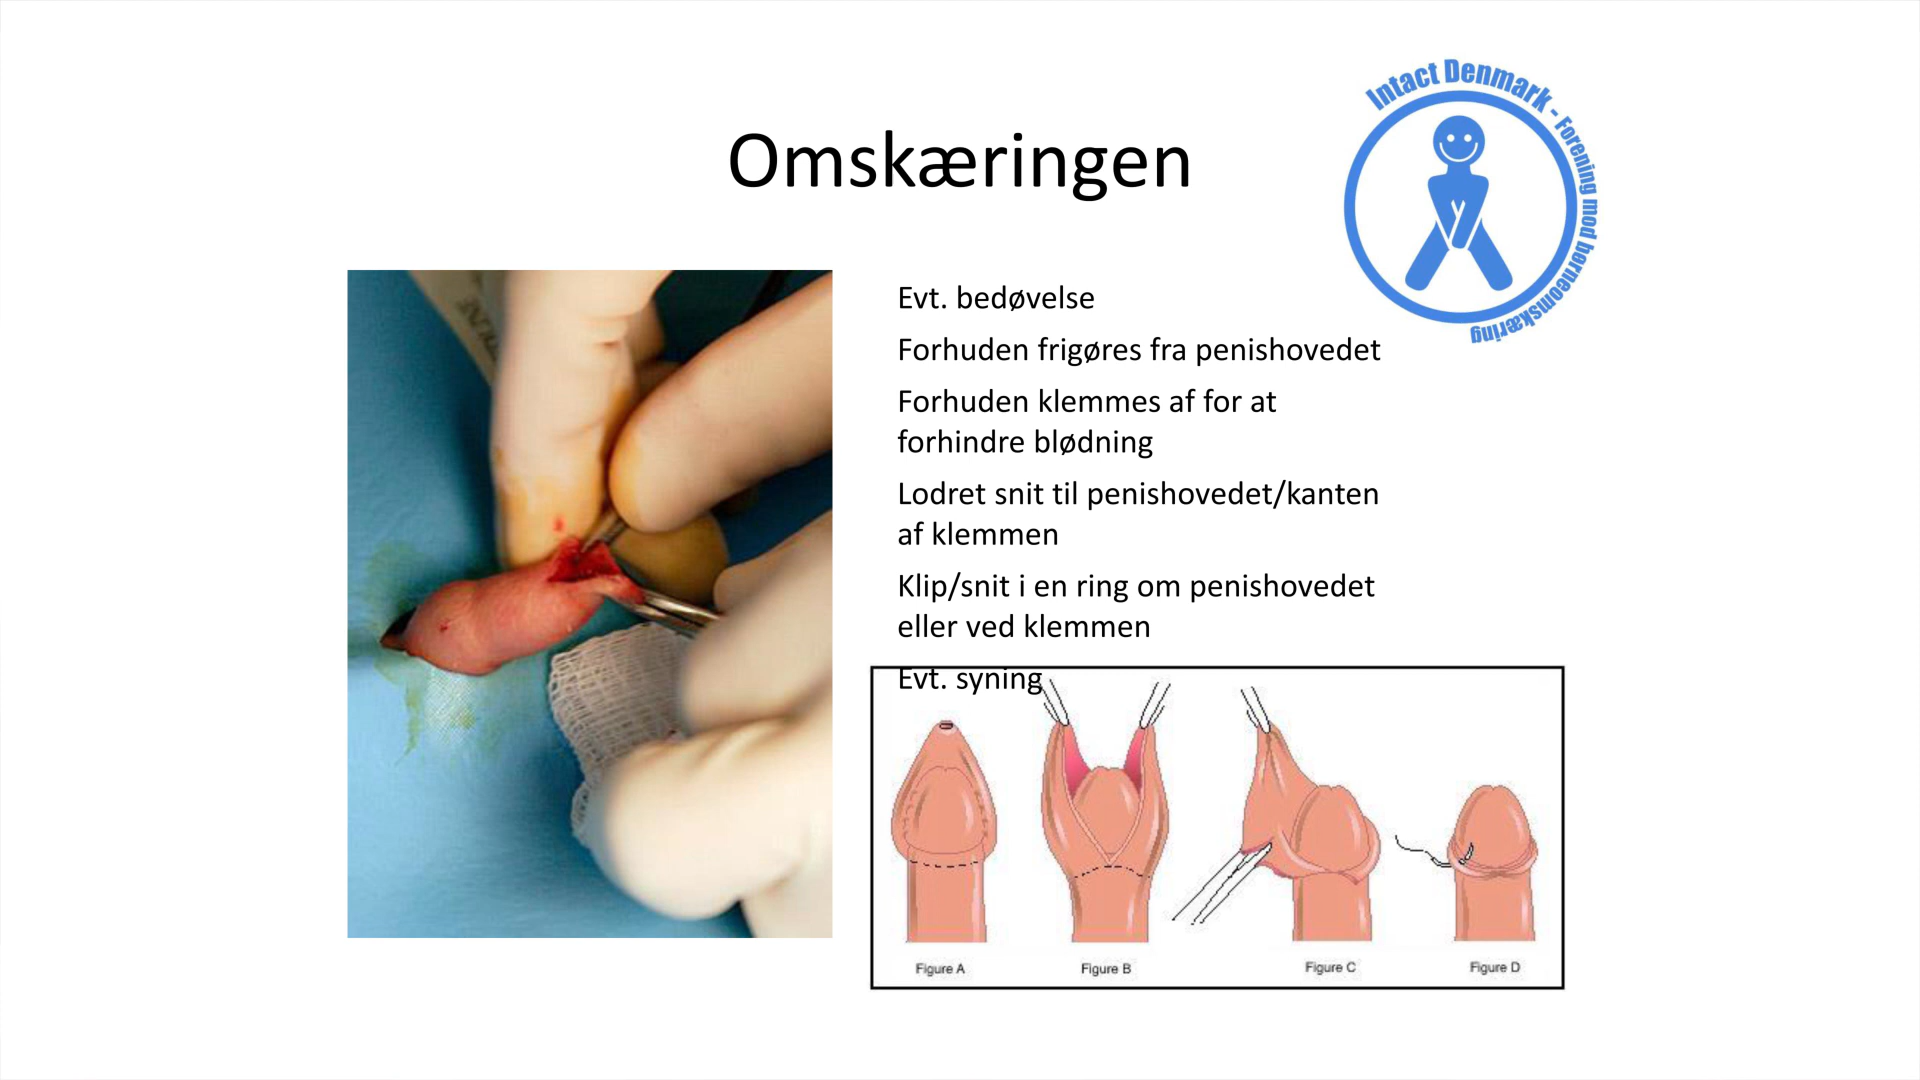 Intact Denmark - Forening mod børneomskæring
Omskæringen
Evt. bedøvelse
Forhuden frigøres fra penishovedet
Forhuden klemmes af for at
forhindre blødning
Lodret snit til penishovedet/kanten
af klemmen
Klip/snit i en ring om penishovedet
eller ved klemmen
Evt. syning
Figure A
Figure B
Figure C
Figure D